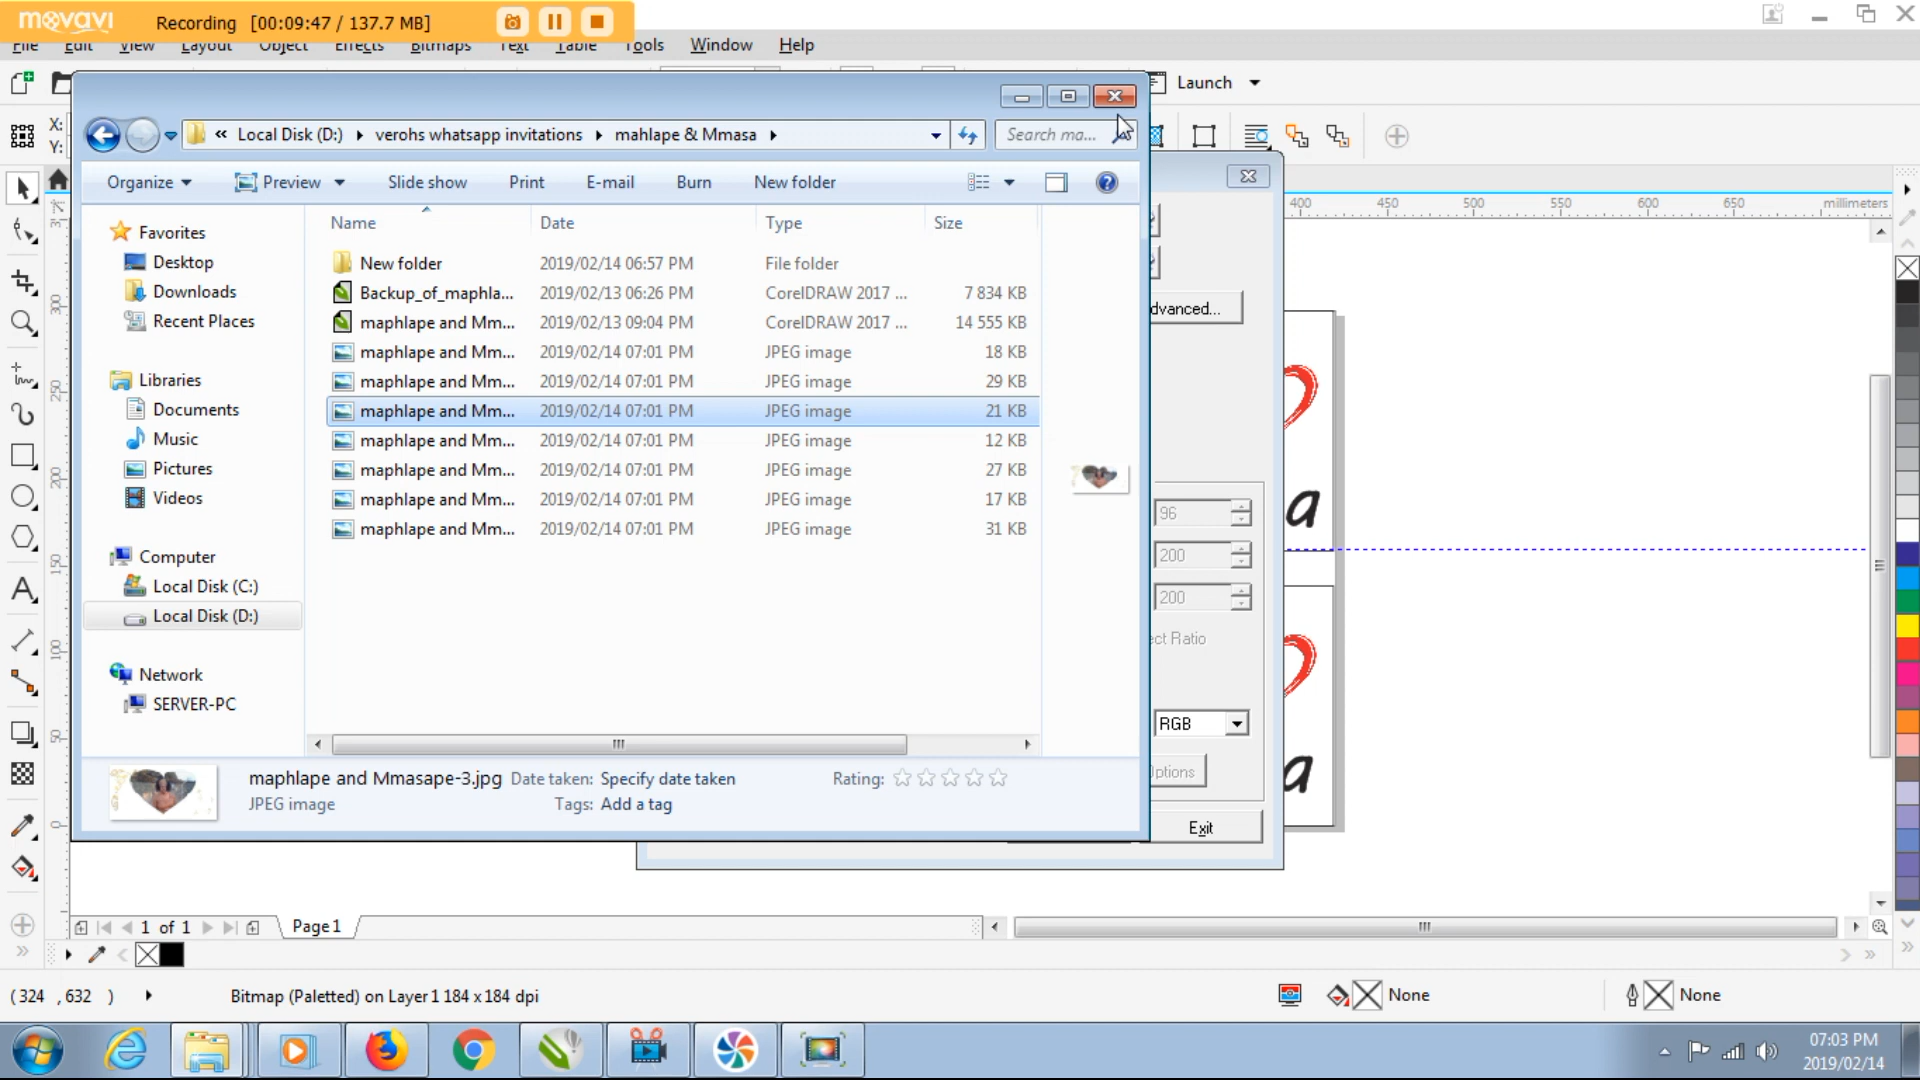 movavi Recording [00:09:47 / 137.7 MB]
File Edit View Layout Object Effects Bitmaps Text Table Tools Window Help
Launch
X:
Y:
« Local Disk (D:) verohs whatsapp invitations mahlape & Mmasa
Search ma...
Organize Preview Slide show Print E-mail Burn New folder
Name Date Type Size
Favorites
Desktop
Downloads
Recent Places
Libraries
Documents
Music
Pictures
Videos
Computer
Local Disk (C:)
Local Disk (D:)
Network
SERVER-PC
New folder 2019/02/14 06:57 PM File folder
Backup_of_maphla... 2019/02/13 06:26 PM CorelDRAW 2017 ... 7 834 KB
maphlape and Mm... 2019/02/13 09:04 PM CorelDRAW 2017 ... 14 555 KB
maphlape and Mm... 2019/02/14 07:01 PM JPEG image 18 KB
maphlape and Mm... 2019/02/14 07:01 PM JPEG image 29 KB
maphlape and Mm... 2019/02/14 07:01 PM JPEG image 21 KB
maphlape and Mm... 2019/02/14 07:01 PM JPEG image 12 KB
maphlape and Mm... 2019/02/14 07:01 PM JPEG image 27 KB
maphlape and Mm... 2019/02/14 07:01 PM JPEG image 17 KB
maphlape and Mm... 2019/02/14 07:01 PM JPEG image 31 KB
maphlape and Mmasape-3.jpg Date taken: Specify date taken Rating:
JPEG image Tags: Add a tag
400 450 500 550 600 650 millimeters
300
250
200
150
100
50
0
dvanced...
96
200
200
ect Ratio
RGB
ptions
Exit
a
a
1 of 1 Page 1
( 324 , 632 ) Bitmap (Paletted) on Layer 1 184 x 184 dpi None None
07:03 PM
2019/02/14